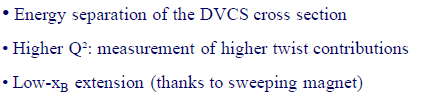 • Energy separation of the DVCS cross section
• Higher Q²: measurement of higher twist contributions
• Low-x_B extension (thanks to sweeping magnet)